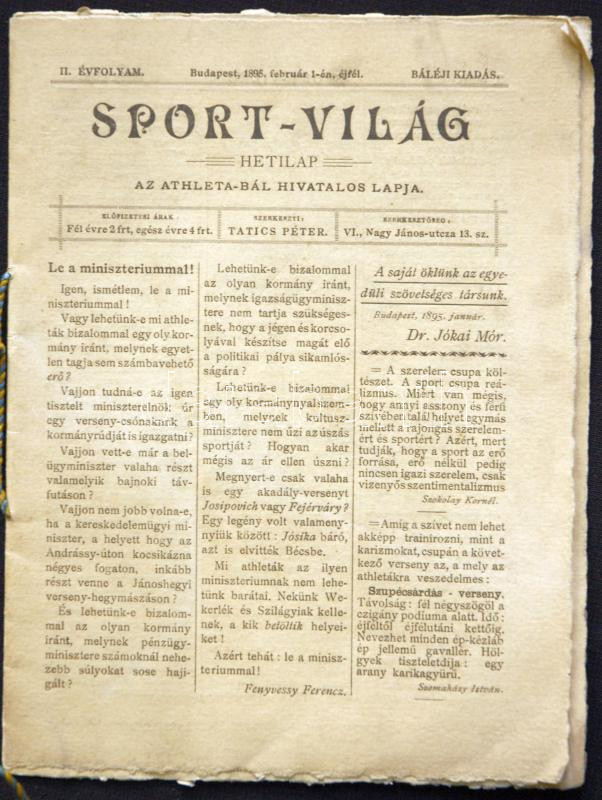 II. ÉVFOLYAM. Budapest, 1895. február 1-én, éjfél. BÁLÉJI KIADÁS.
SPORT-VILÁG
HETILAP
AZ ATHLETA-BÁL HIVATALOS LAPJA.
ELŐFIZETÉSI ÁRAK:
Fél évre 2 frt, egész évre 4 frt.
SZERKESZTI:
TATICS PÉTER.
SZERKESZTŐSÉG:
VI., Nagy János-utcza 13. sz.
Le a miniszteriummal!
Igen, ismétlem, le a mi-
niszteriummal!
Vagy lehetünk-e mi athle-
ták bizalommal egy oly kor-
mány iránt, melynek egyet-
len tagja sem számbavehető
erő?
Vajjon tudná-e az igen
tisztelt miniszterelnök úr
egy verseny-csónaknak a
kormányrúdját is igazgatni?
Vajjon vett-e már a bel-
ügyminiszter valaha részt
valamelyik bajnoki táv-
futáson?
Vajjon nem jobb volna-e,
ha a kereskedelemügyi mi-
niszter, a helyett hogy az
Andrássy-úton kocsikázna
négyes fogaton, inkább
részt venne a Jánoshegyi
verseny-hegymászáson?
És lehetünk-e bizalom-
mal az olyan kormány
iránt, melynek pénzügy-
minisztere számoknál nehe-
zebb súlyokat sose haji-
gált?
Lehetünk-e bizalommal
az olyan kormány iránt,
melynek igazságügyminisz-
tere nem tartja szükséges-
nek, hogy a jégen és korcso-
lyával készítse magát elő
a politikai pálya sikamlós-
ságára?
Lehetünk-e bizalommal
egy oly kormánynyal szem-
ben, melynek kultusz-
minisztere nem űzi az úszás
sportját? Hogyan akar
mégis az ár ellen úszni?
Megnyert-e csak valaha
is egy akadály-versenyt
Josipovich vagy Fejérváry?
Egy legény volt valameny-
nyiük között: Jósika báró,
azt is elvitték Bécsbe.
Mi athleták az ilyen
miniszteriumnak nem lehe-
tünk barátai. Nekünk We-
kerlék és Szilágyiak kelle-
nek, a kik betöltik helyei-
ket!
Azért tehát: le a minisz-
teriummal!
Fenyvessy Ferencz.
A saját öklünk az egye-
düli szövetséges társunk.
Budapest, 1895. január.
Dr. Jókai Mór.
= A szerelem csupa köl-
tészet. A sport csupa reá-
lizmus. Miért van mégis,
hogy annyi asszony és férfi
szívében talál helyet egymás
mellett a rajongás szerelem-
ért és sportért? Azért, mert
tudják, hogy a sport az erő
forrása, erő nélkül pedig
nincsen igazi szerelem, csak
vizenyős szentimentalizmus
Szokolay Kornél.
= Amíg a szívet nem lehet
akképp trainirozni, mint a
karizmokat, csupán a követ-
kező verseny az, a mely az
athletákra veszedelmes:
Szupécsárdás - verseny.
Távolság: fél négyszögöl a
czigány podiuma alatt. Idő:
éjféltől éjfélutáni kettőig.
Nevezhet minden ép-kézláb
ép jellemű gavallér. Höl-
gyek tiszteletdíja: egy
arany karikagyűrű.
Szomaházy István.